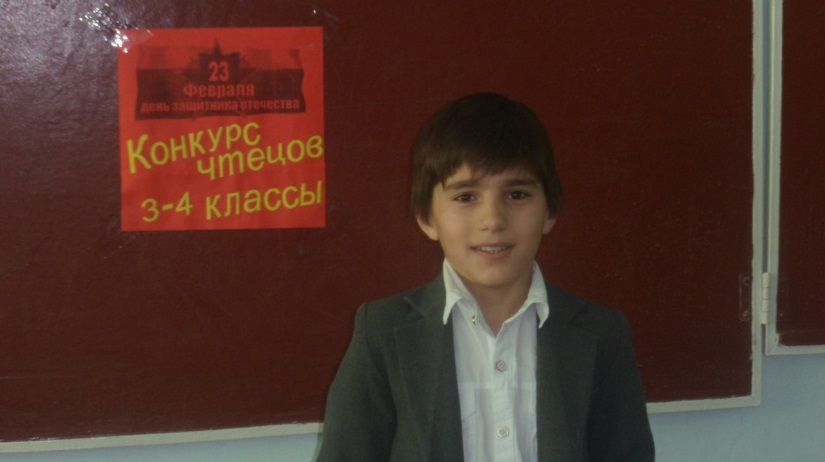 23
Февраля
день защитника отечества
Конкурс
чтецов
3-4 классы